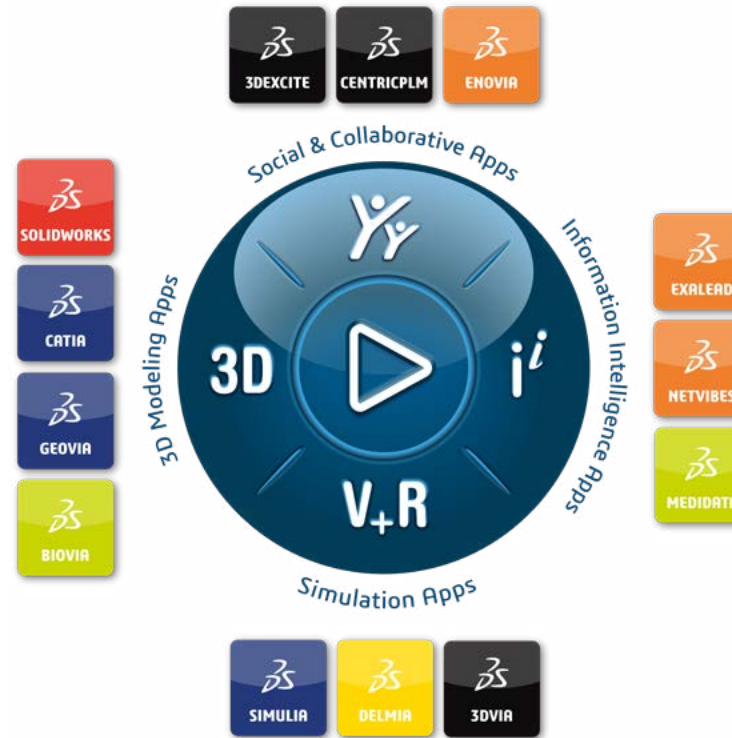 3DEXCITE
CENTRICPLM
ENOVIA
Social & Collaborative Apps
SOLIDWORKS
CATIA
GEOVIA
BIOVIA
3D Modeling Apps
3D
i i
V+R
Information Intelligence Apps
EXALEAD
NETVIBES
MEDIDATA
Simulation Apps
SIMULIA
DELMIA
3DVIA